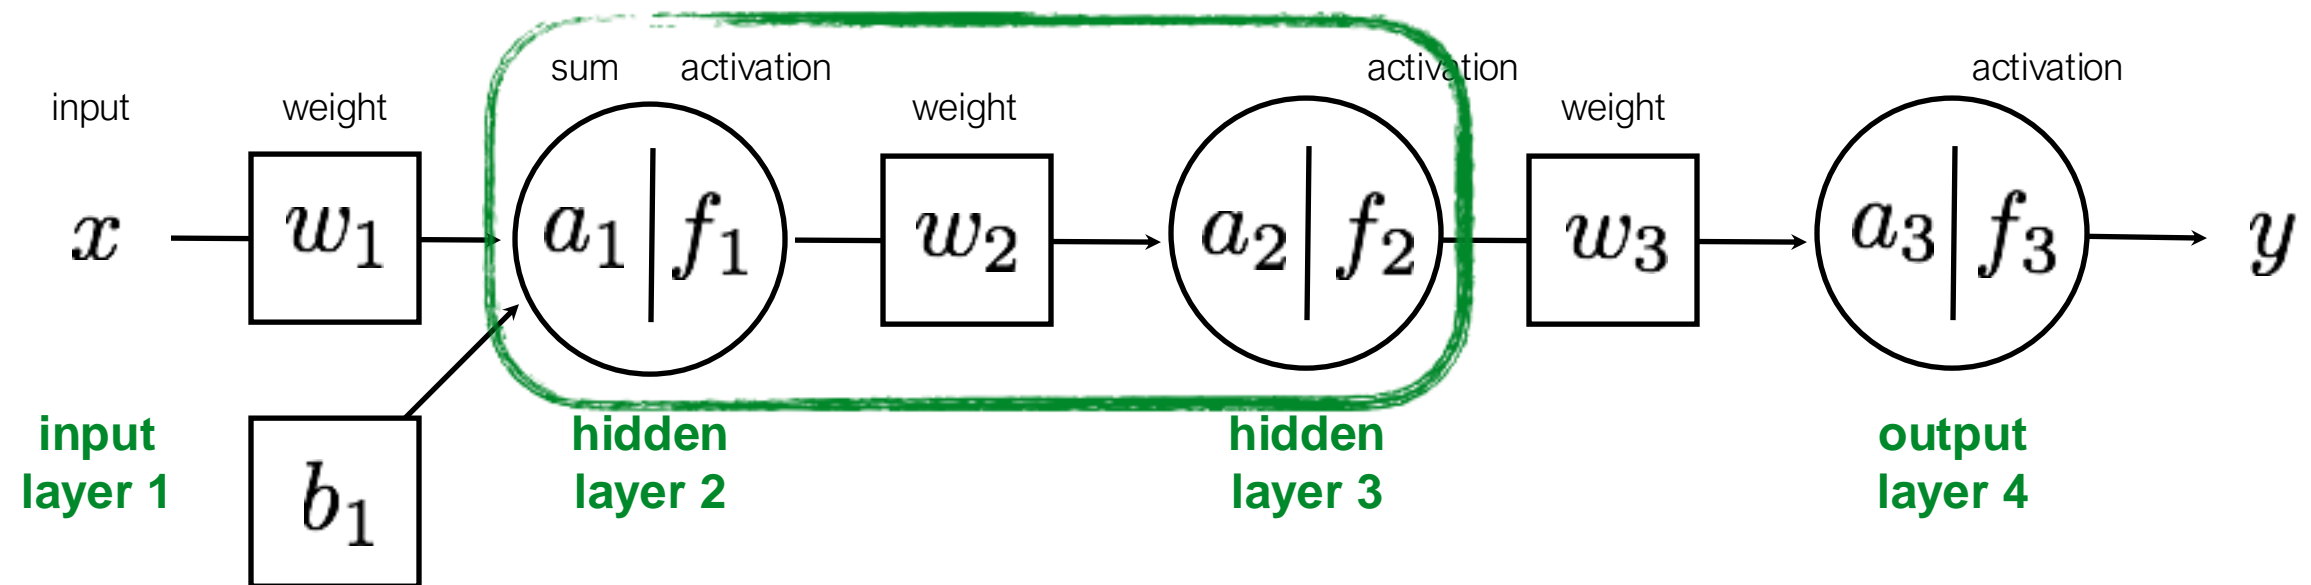 sum activation activation activation
input weight weight weight
x w₁ a₁ | f₁ w₂ a₂ | f₂ w₃ a₃ | f₃ y
input hidden hidden output
layer 1 layer 2 layer 3 layer 4
b₁